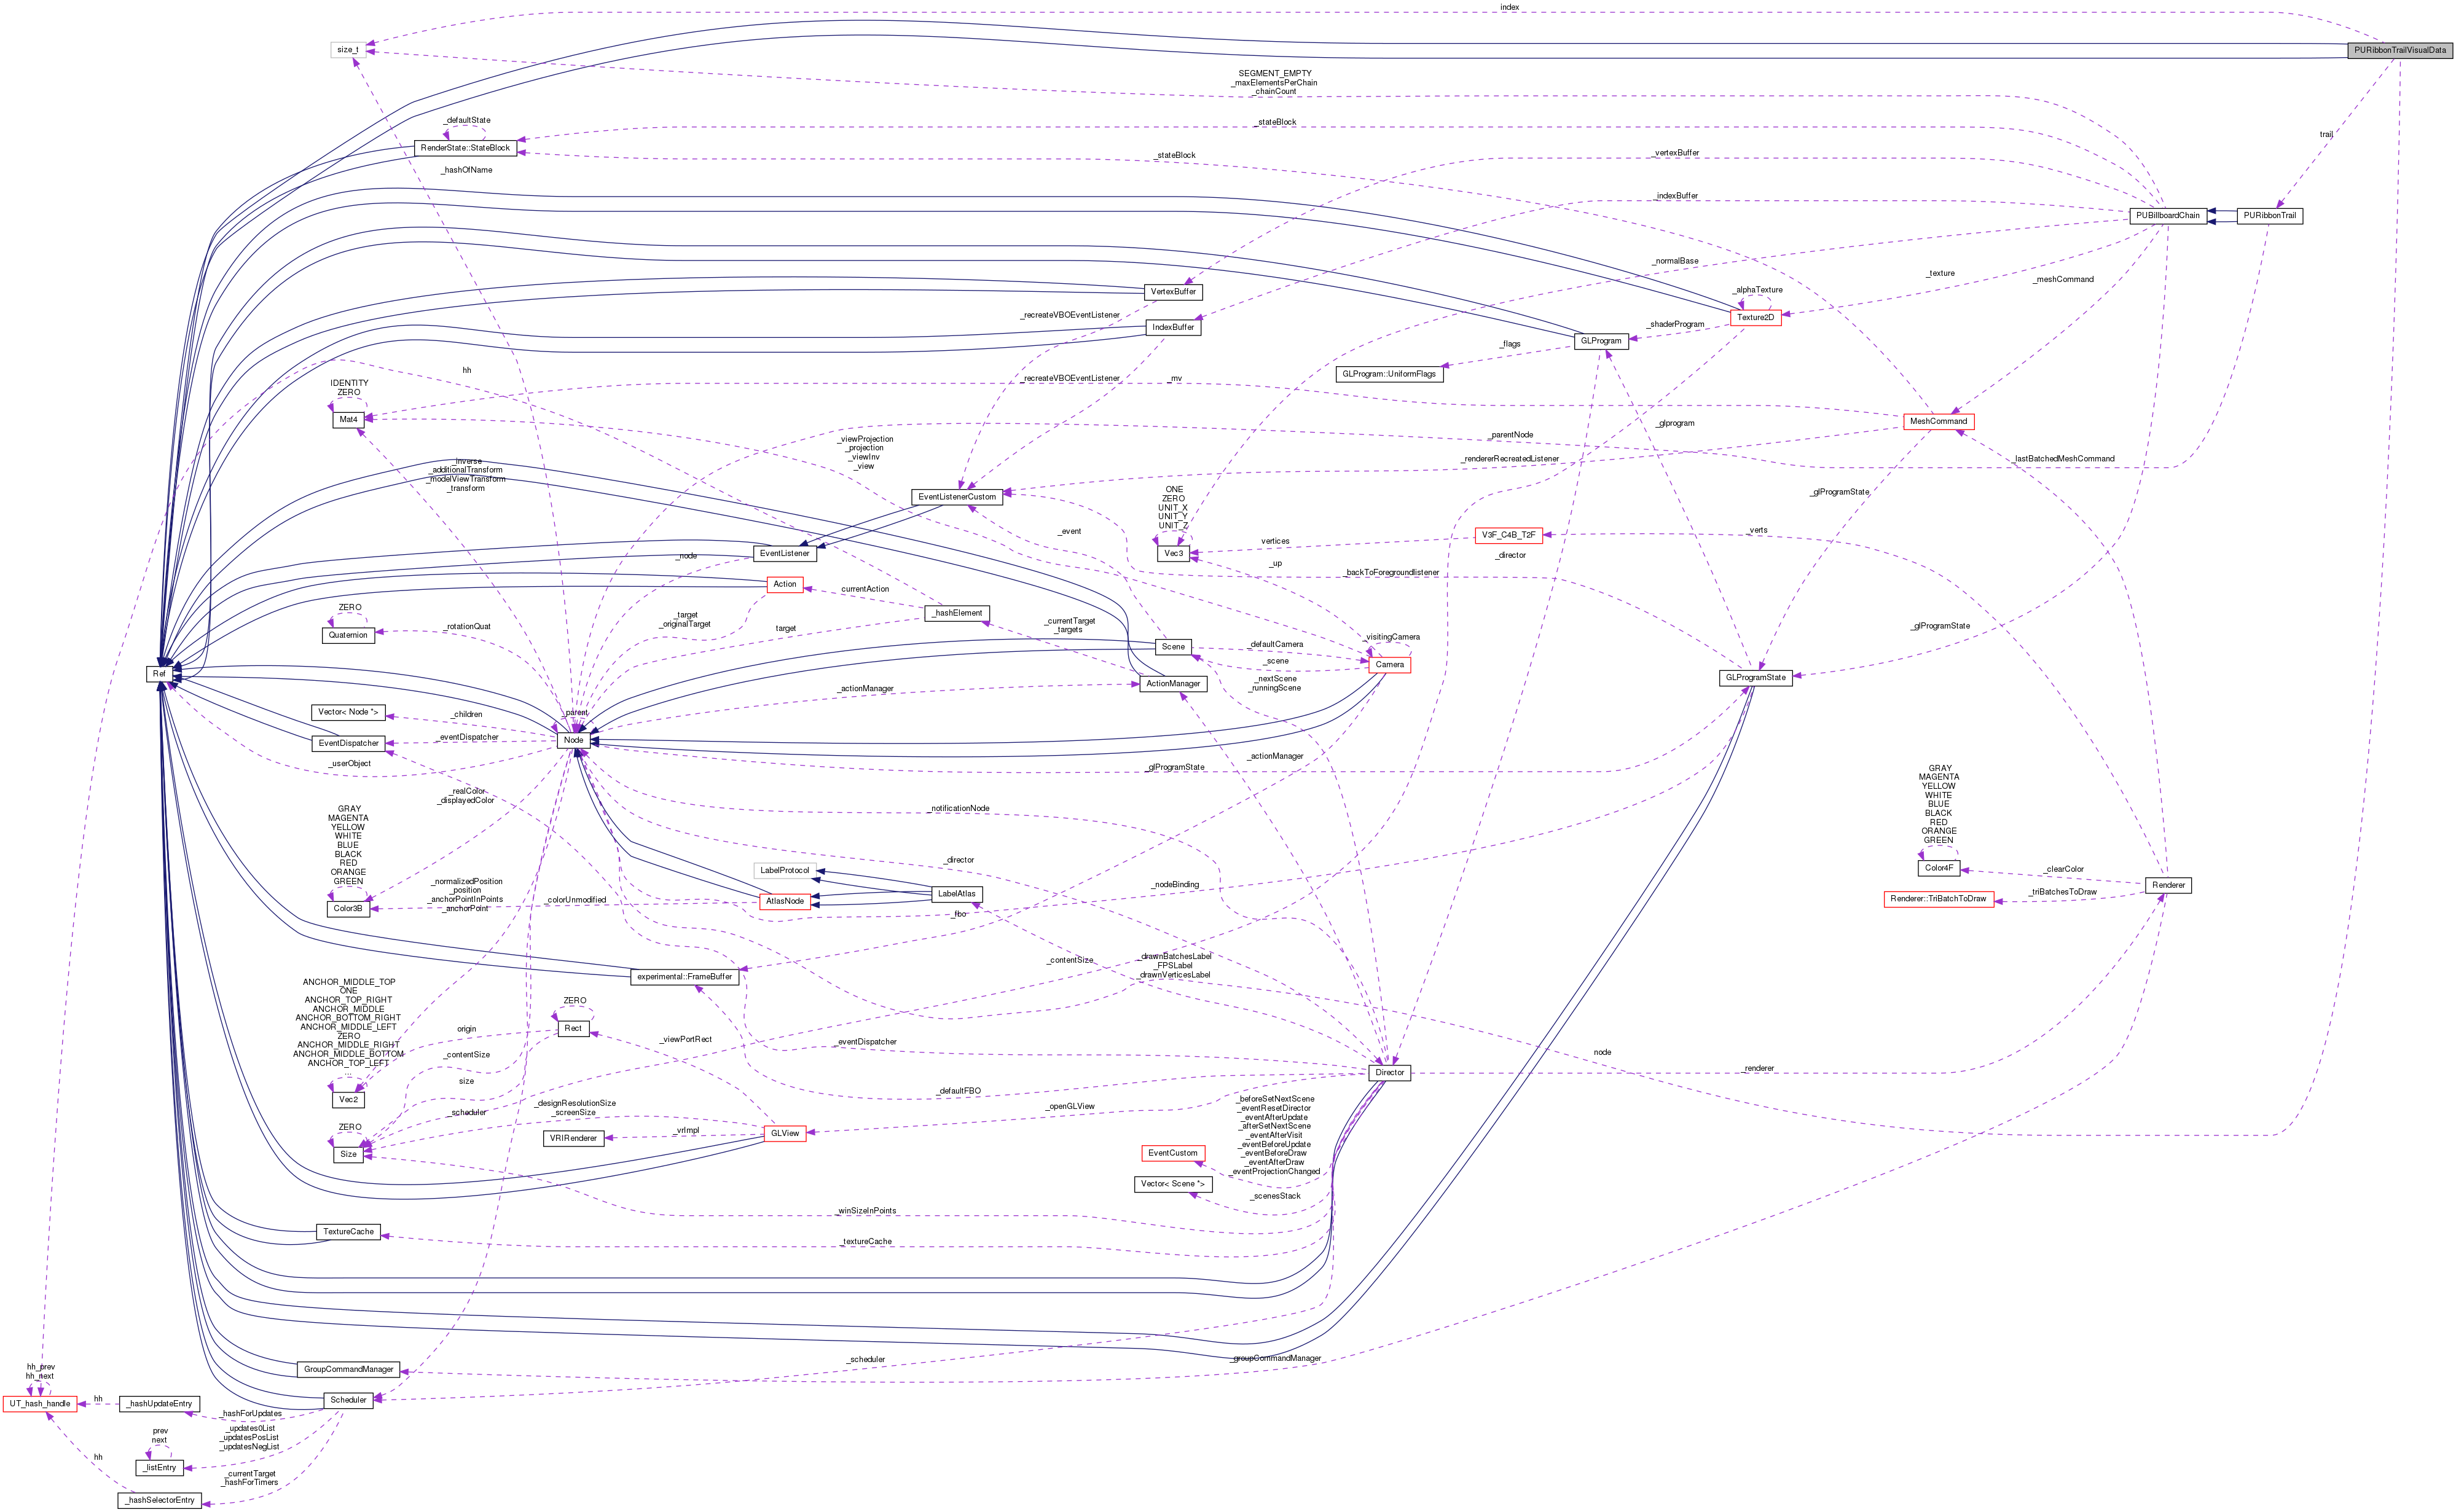 index
size_t
PURibbonTrailVisualData
SEGMENT_EMPTY
_maxElementsPerChain
_chainCount
_defaultState
_stateBlock
trail
RenderState::StateBlock
_stateBlock
_vertexBuffer
_hashOfName
_indexBuffer
PUBillboardChain
PURibbonTrail
_normalBase
_texture
_meshCommand
VertexBuffer
_alphaTexture
_recreateVBOEventListener
Texture2D
IndexBuffer
_shaderProgram
GLProgram
_flags
hh
GLProgram::UniformFlags
_recreateVBOEventListener
_mv
IDENTITY
ZERO
Mat4
MeshCommand
_glprogram
_viewProjection
_projection
_viewInv
_view
_parentNode
_rendererRecreatedListener
_lastBatchedMeshCommand
_inverse
_additionalTransform
_modelViewTransform
_transform
_glProgramState
EventListenerCustom
ONE
ZERO
UNIT_X
UNIT_Y
UNIT_Z
_event
_verts
V3F_C4B_T2F
vertices
EventListener
_node
Vec3
_director
_up
_backToForegroundlistener
Action
currentAction
ZERO
_hashElement
_target
_originalTarget
_currentTarget
_targets
Quaternion
_rotationQuat
target
_glProgramState
_visitingCamera
Scene
_defaultCamera
_scene
Camera
Ref
ActionManager
_nextScene
_runningScene
GLProgramState
_actionManager
Vector< Node *>
_children
_parent
EventDispatcher
_eventDispatcher
Node
_userObject
_glProgramState
_actionManager
_realColor
_displayedColor
_notificationNode
GRAY
MAGENTA
YELLOW
WHITE
BLUE
BLACK
RED
ORANGE
GREEN
GRAY
MAGENTA
YELLOW
WHITE
BLUE
BLACK
RED
ORANGE
GREEN
Color4F
_clearColor
Renderer
LabelProtocol
_director
_nodeBinding
_triBatchesToDraw
Renderer::TriBatchToDraw
LabelAtlas
Color3B
_normalizedPosition
_position
_anchorPointInPoints
_anchorPoint
_colorUnmodified
AtlasNode
_fbo
experimental::FrameBuffer
_contentSize
_drawnBatchesLabel
_FPSLabel
_drawnVerticesLabel
ANCHOR_MIDDLE_TOP
ONE
ANCHOR_TOP_RIGHT
ANCHOR_MIDDLE
ANCHOR_BOTTOM_RIGHT
ANCHOR_MIDDLE_LEFT
ZERO
ANCHOR_MIDDLE_RIGHT
ANCHOR_MIDDLE_BOTTOM
ANCHOR_TOP_LEFT
...
ZERO
Rect
origin
_viewPortRect
_eventDispatcher
node
_contentSize
Director
_renderer
size
Vec2
_defaultFBO
_scheduler
_designResolutionSize
_screenSize
_openGLView
_beforeSetNextScene
_eventResetDirector
_eventAfterUpdate
_afterSetNextScene
_eventAfterVisit
_eventBeforeUpdate
_eventBeforeDraw
_eventAfterDraw
_eventProjectionChanged
ZERO
Size
VRIRenderer
_vrImpl
GLView
EventCustom
Vector< Scene *>
_scenesStack
_winSizeInPoints
TextureCache
_textureCache
_scheduler
_groupCommandManager
GroupCommandManager
hh_prev
hh_next
UT_hash_handle
hh
_hashUpdateEntry
Scheduler
_hashForUpdates
prev
next
_updates0List
_updatesPosList
_updatesNegList
hh
_listEntry
_currentTarget
_hashForTimers
_hashSelectorEntry